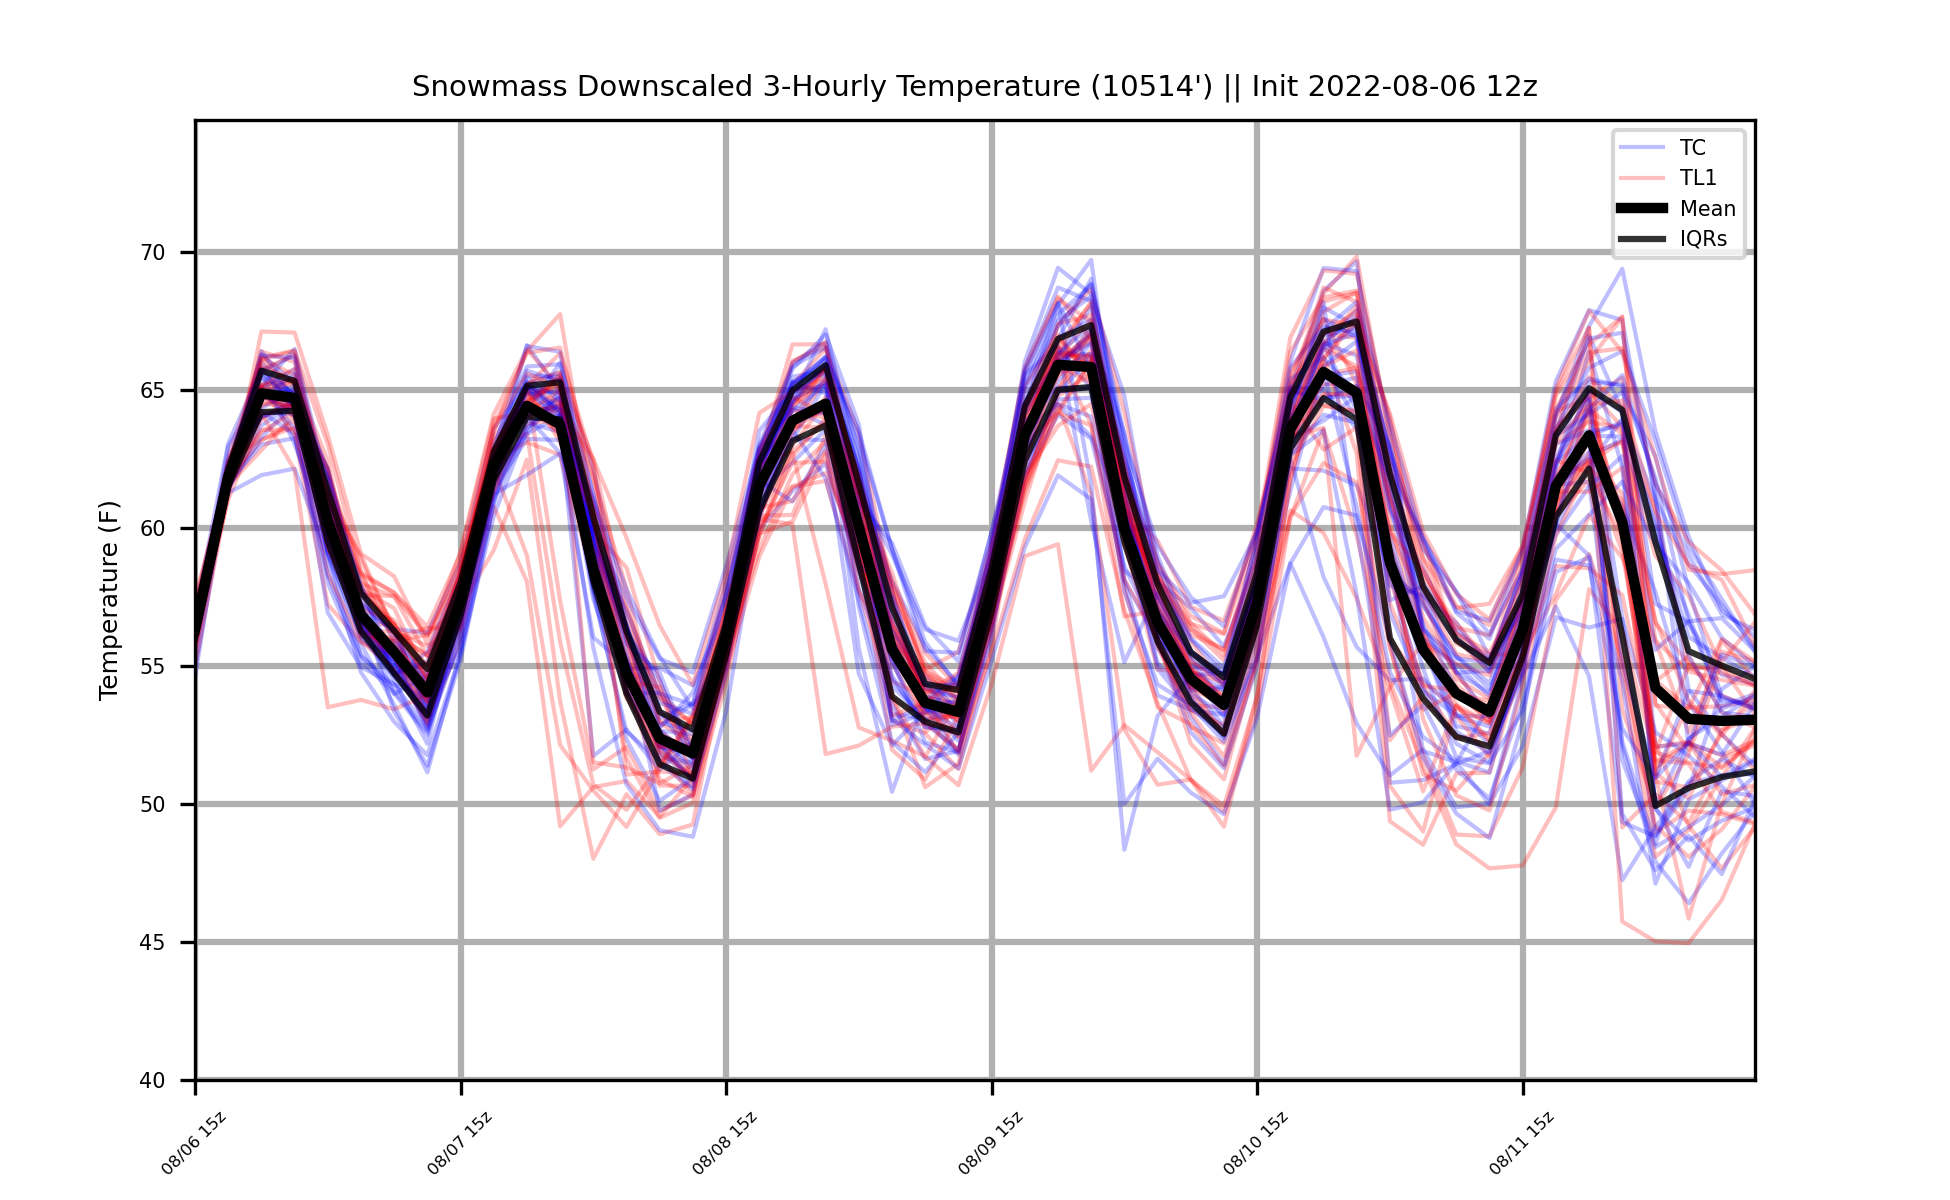 Snowmass Downscaled 3-Hourly Temperature (10514') || Init 2022-08-06 12z
TC
TL1
Mean
IQRs
Temperature (F)
70
65
60
55
50
45
40
08/06 15z
08/07 15z
08/08 15z
08/09 15z
08/10 15z
08/11 15z